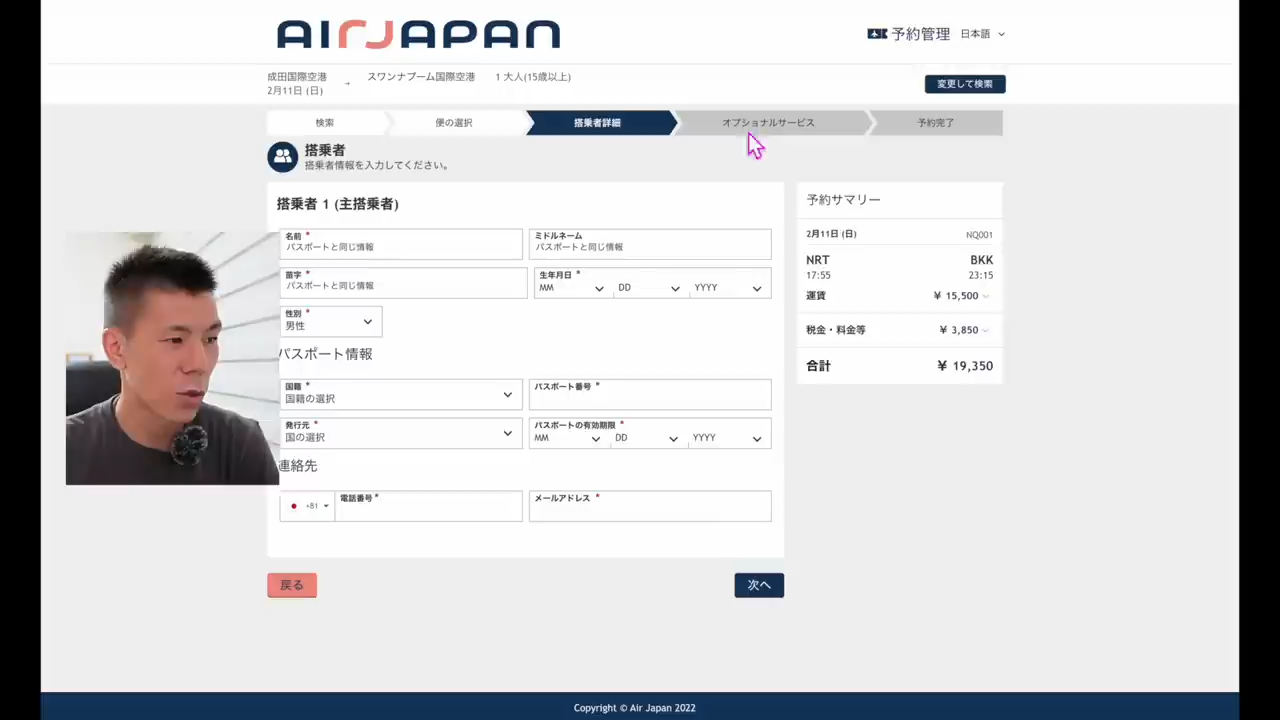 AIRJAPAN
予約管理 日本語
成田国際空港 → スワンナプーム国際空港 1 大人(15歳以上)
2月11日 (日)
変更して検索
検索 便の選択 搭乗者詳細 オプショナルサービス 予約完了
搭乗者
搭乗者情報を入力してください。
搭乗者 1 (主搭乗者)
名前 *
パスポートと同じ情報
ミドルネーム
パスポートと同じ情報
苗字 *
パスポートと同じ情報
生年月日 *
MM DD YYYY
性別 *
男性
パスポート情報
国籍 *
国籍の選択
パスポート番号 *
発行元 *
国の選択
パスポートの有効期限 *
MM DD YYYY
連絡先
+81
電話番号 *
メールアドレス *
戻る
次へ
予約サマリー
2月11日 (日) NQ001
NRT BKK
17:55 23:15
運賃 ¥ 15,500
税金・料金等 ¥ 3,850
合計 ¥ 19,350
Copyright © Air Japan 2022